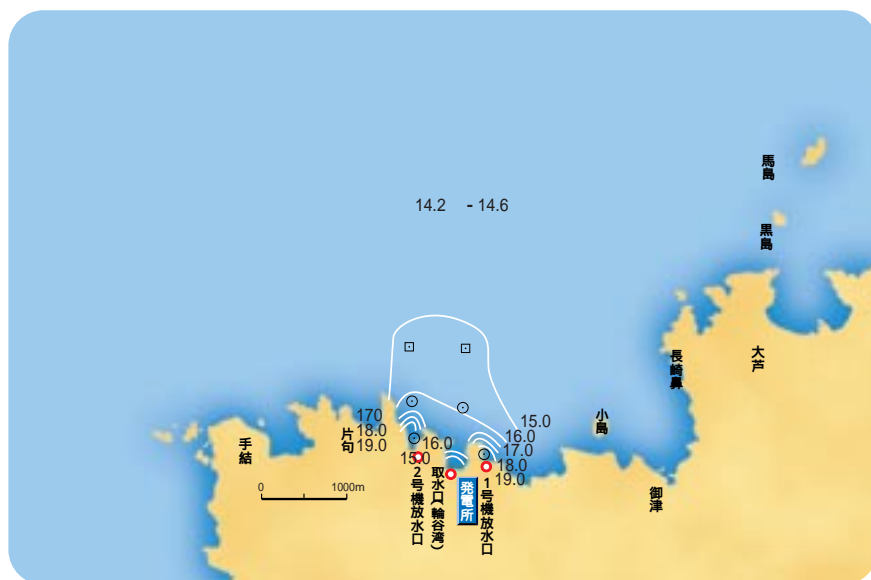 馬島
14.2 - 14.6
黒島
大芦
長崎鼻
小島
15.0
16.0
17.0
18.0
19.0
170
18.0
19.0
16.0
15.0
片句
手結
0 1000m
2号機放水口
取水口(輪谷湾)
発電所
1号機放水口
御津